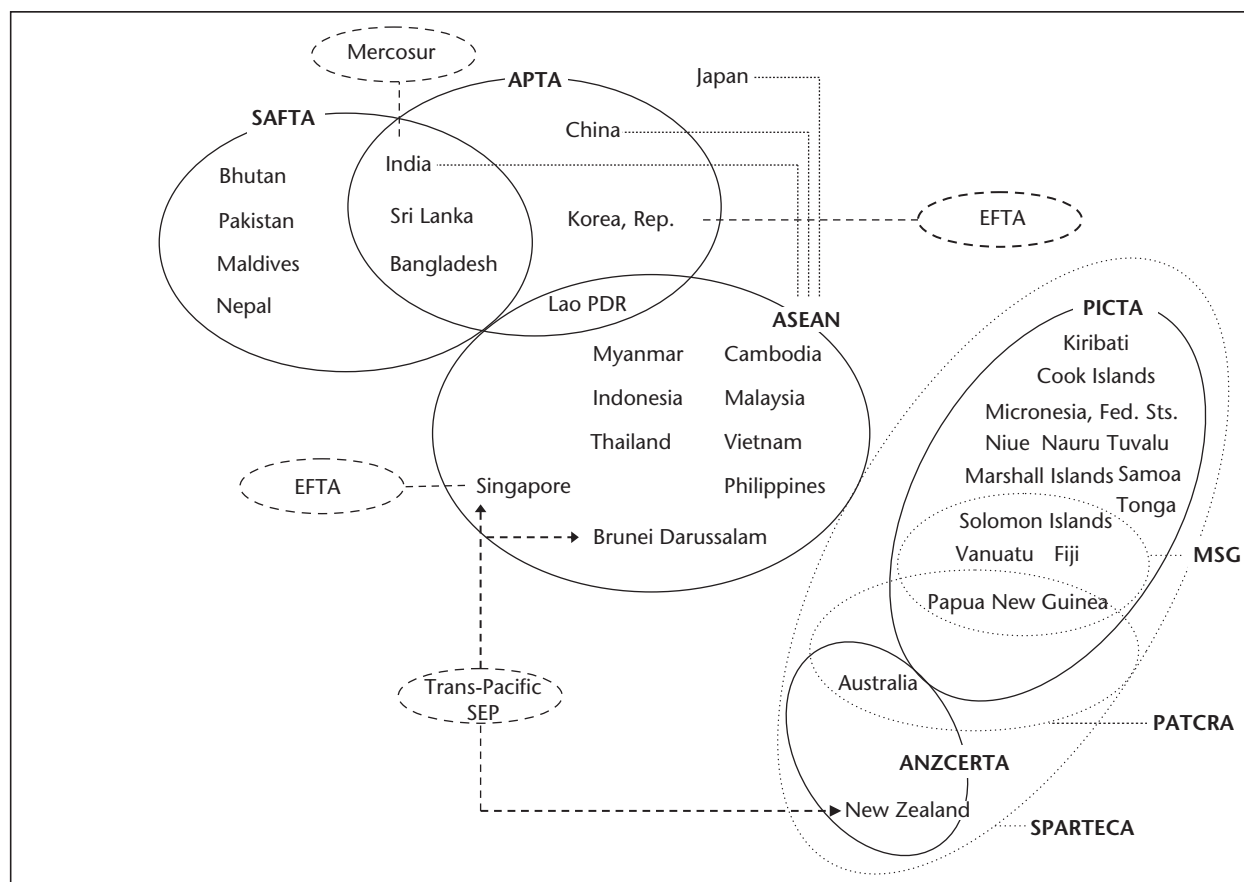 Mercosur
APTA
Japan
SAFTA
China
India
Bhutan
Sri Lanka
Korea, Rep.
EFTA
Pakistan
Maldives
Bangladesh
Nepal
Lao PDR
ASEAN
PICTA
Myanmar
Cambodia
Kiribati
Cook Islands
Indonesia
Malaysia
Micronesia, Fed. Sts.
Thailand
Vietnam
Niue Nauru Tuvalu
EFTA
Singapore
Philippines
Marshall Islands Samoa
Tonga
Solomon Islands
Brunei Darussalam
Vanuatu Fiji
MSG
Papua New Guinea
Trans-Pacific
SEP
Australia
PATCRA
ANZCERTA
New Zealand
SPARTECA